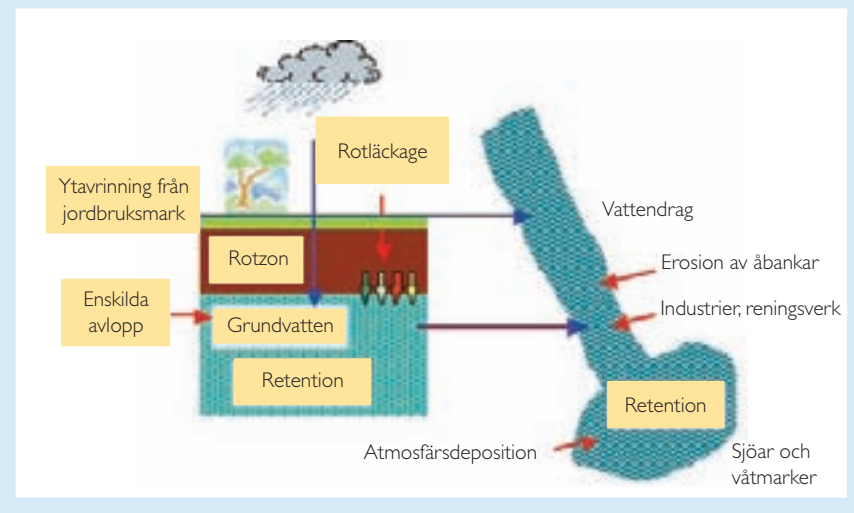 Rotläckage
Ytavrinning från
jordbruksmark
Vattendrag
Rotzon
Erosion av åbankar
Enskilda
avlopp
Industrier, reningsverk
Grundvatten
Retention
Retention
Atmosfärsdeposition
Sjöar och
våtmarker